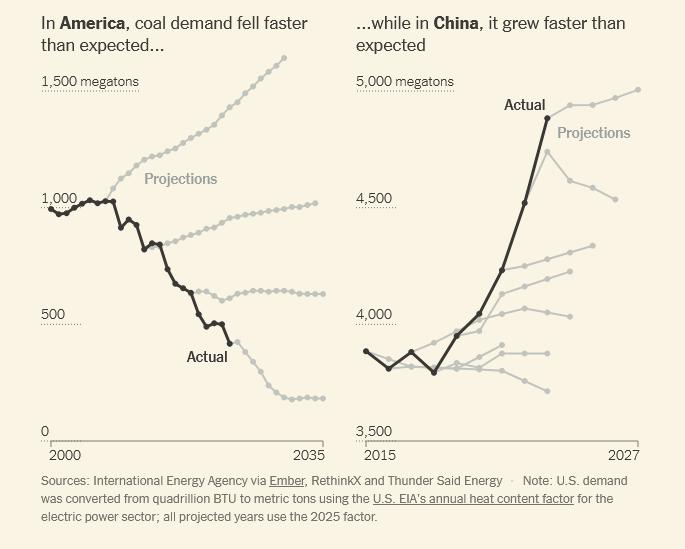 In America, coal demand fell faster
than expected...
...while in China, it grew faster than
expected
1,500 megatons
Projections
1,000
500
Actual
0
2000
2035
5,000 megatons
Actual
Projections
4,500
4,000
3,500
2015
2027
Sources: International Energy Agency via Ember, RethinkX and Thunder Said Energy · Note: U.S. demand
was converted from quadrillion BTU to metric tons using the U.S. EIA's annual heat content factor for the
electric power sector; all projected years use the 2025 factor.